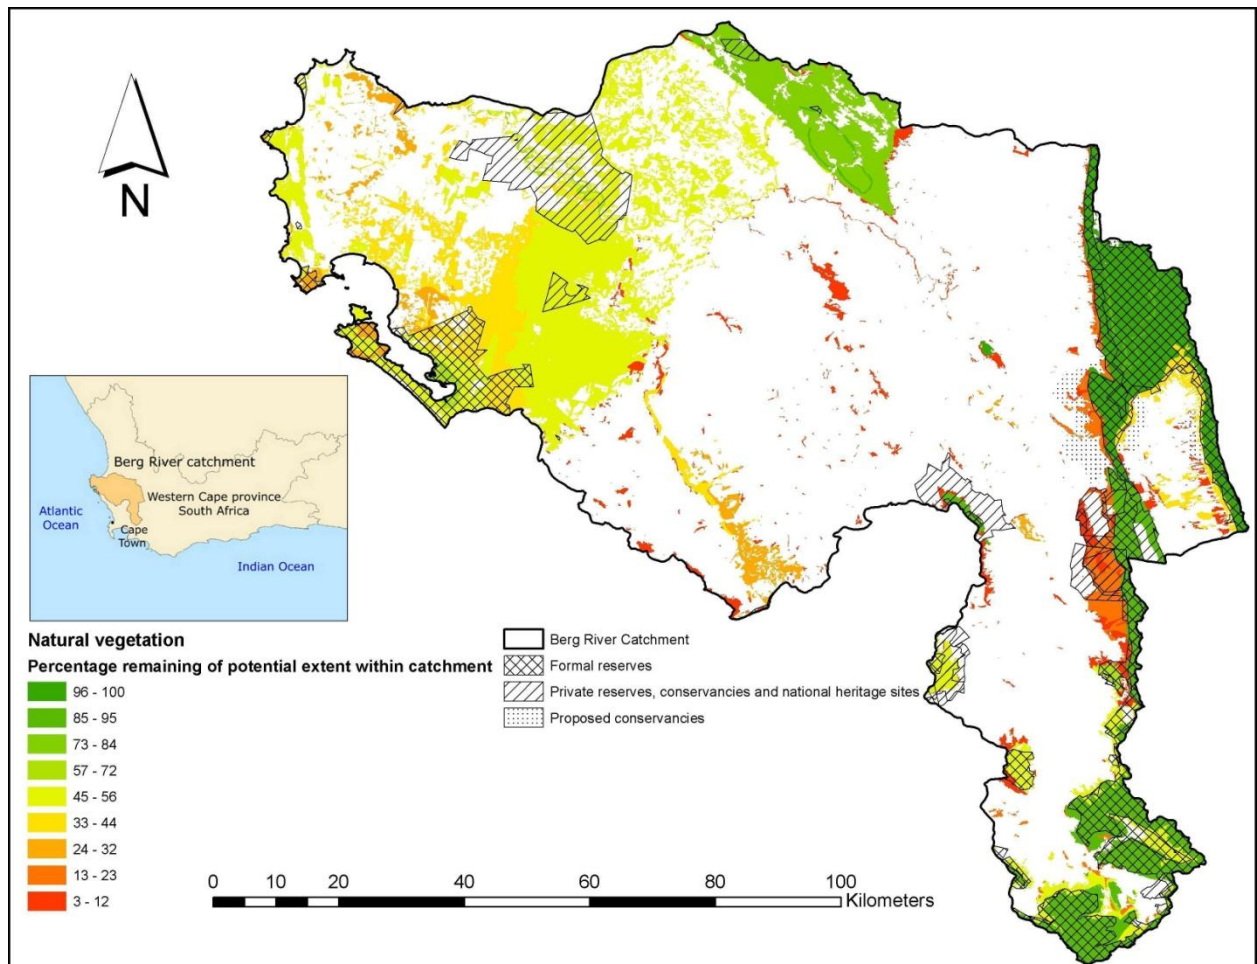 N
Berg River catchment
Western Cape province
South Africa
Atlantic
Ocean
Cape
Town
Indian Ocean
Natural vegetation
Percentage remaining of potential extent within catchment
96 - 100
85 - 95
73 - 84
57 - 72
45 - 56
33 - 44
24 - 32
13 - 23
3 - 12
Berg River Catchment
Formal reserves
Private reserves, conservancies and national heritage sites
Proposed conservancies
0 10 20 40 60 80 100
Kilometers